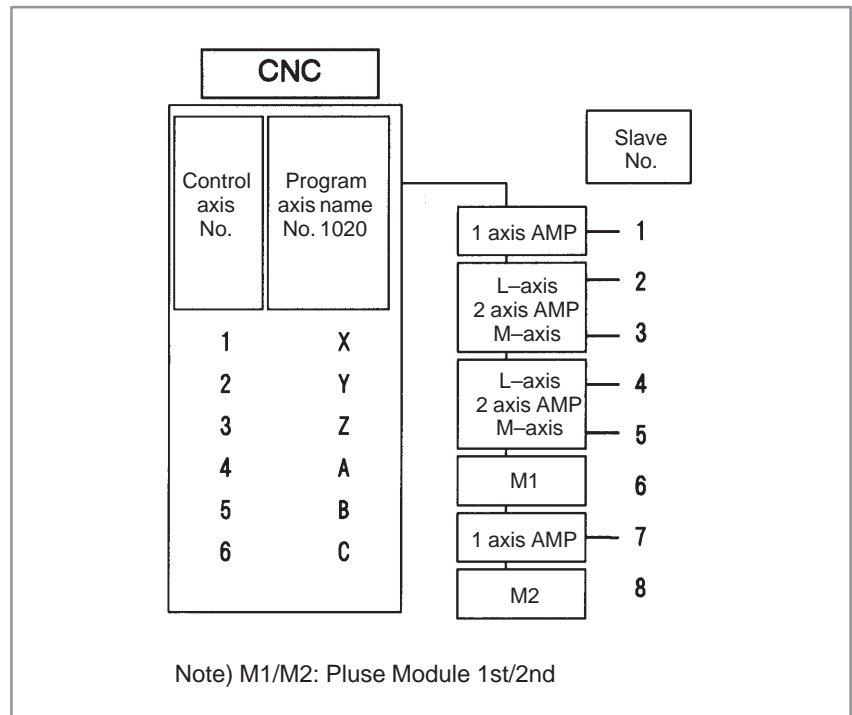 CNC
Control
axis
No.
Program
axis name
No. 1020
1 X
2 Y
3 Z
4 A
5 B
6 C
Slave
No.
1 axis AMP 1
L–axis 2
2 axis AMP
M–axis 3
L–axis 4
2 axis AMP
M–axis 5
M1 6
1 axis AMP 7
M2 8
Note) M1/M2: Pluse Module 1st/2nd